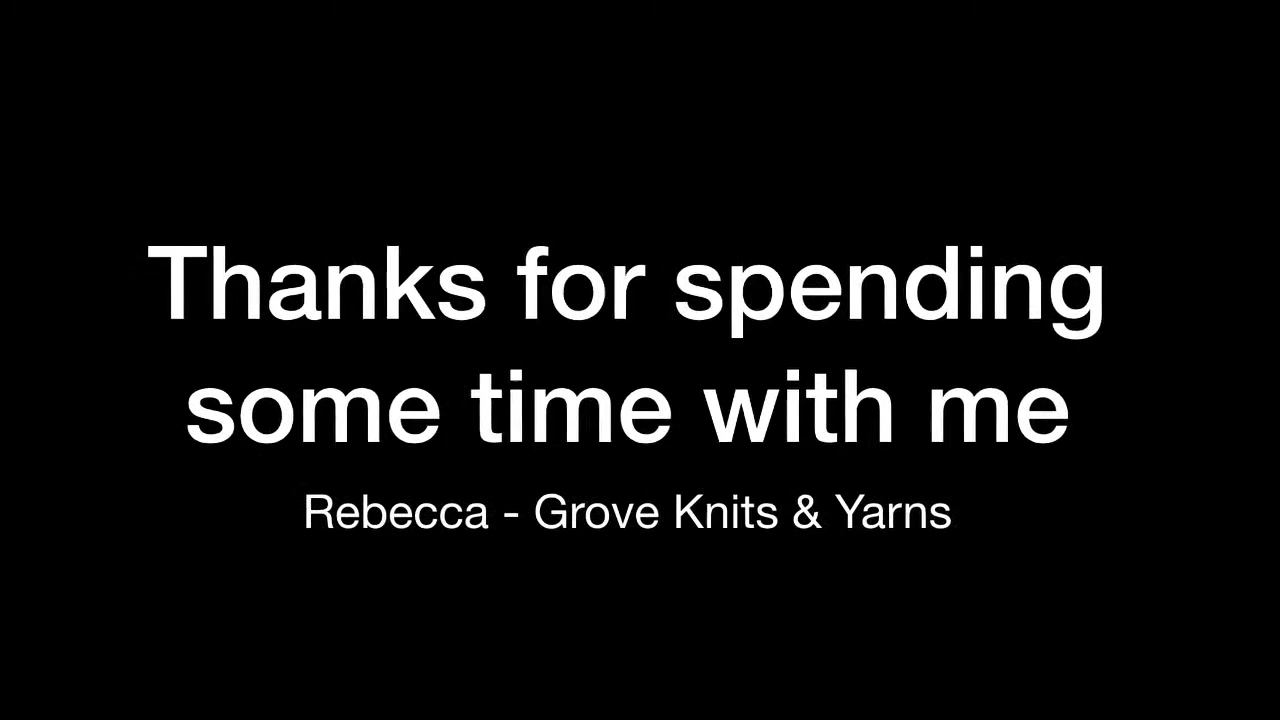 Thanks for spending
some time with me
Rebecca - Grove Knits & Yarns